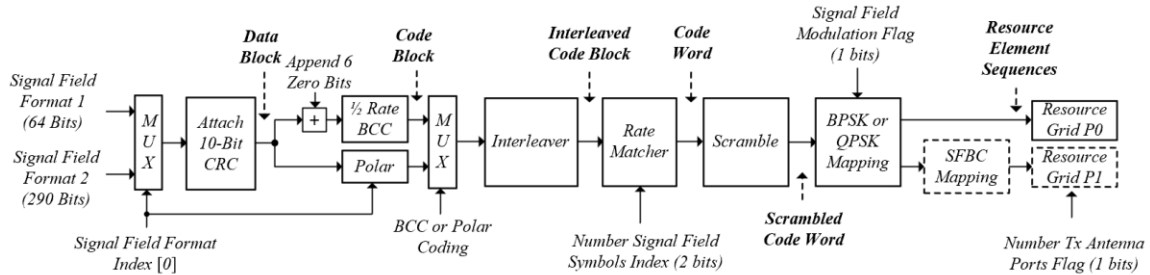 Signal Field
Format 1
(64 Bits)
Signal Field
Format 2
(290 Bits)
M
U
X
Signal Field Format
Index [0]
Attach
10-Bit
CRC
Data
Block
Append 6
Zero Bits
+
½ Rate
BCC
Polar
Code
Block
M
U
X
BCC or Polar
Coding
Interleaver
Interleaved
Code Block
Rate
Matcher
Number Signal Field
Symbols Index (2 bits)
Code
Word
Scramble
Scrambled
Code Word
Signal Field
Modulation Flag
(1 bits)
BPSK or
QPSK
Mapping
SFBC
Mapping
Resource
Element
Sequences
Resource
Grid P0
Resource
Grid P1
Number Tx Antenna
Ports Flag (1 bits)